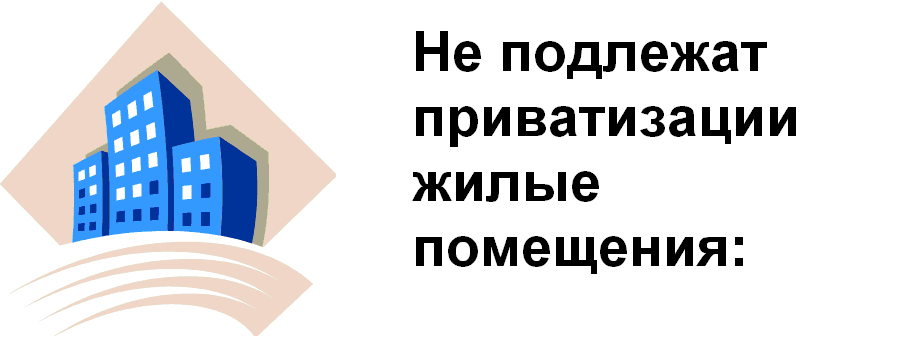 Не подлежат
приватизации
жилые
помещения: